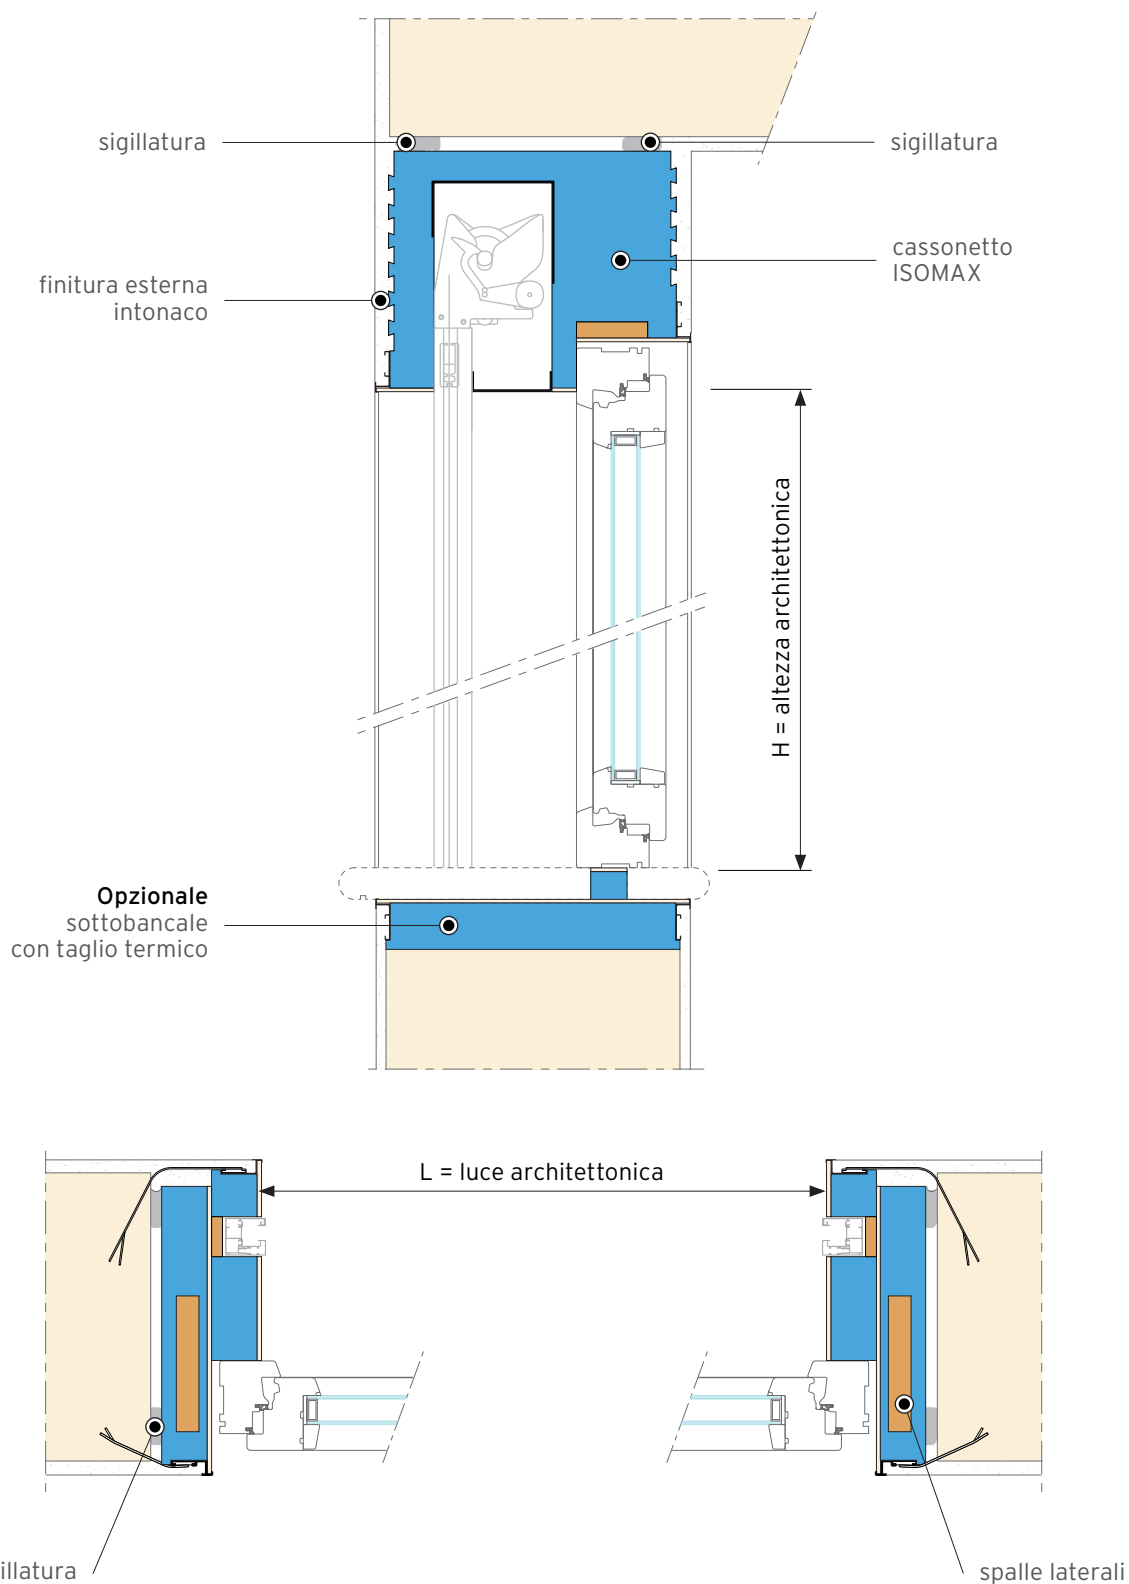 sigillatura
sigillatura
cassonetto
ISOMAX
finitura esterna
intonaco
H = altezza architettonica
Opzionale
sottobancale
con taglio termico
L = luce architettonica
illatura
spalle laterali